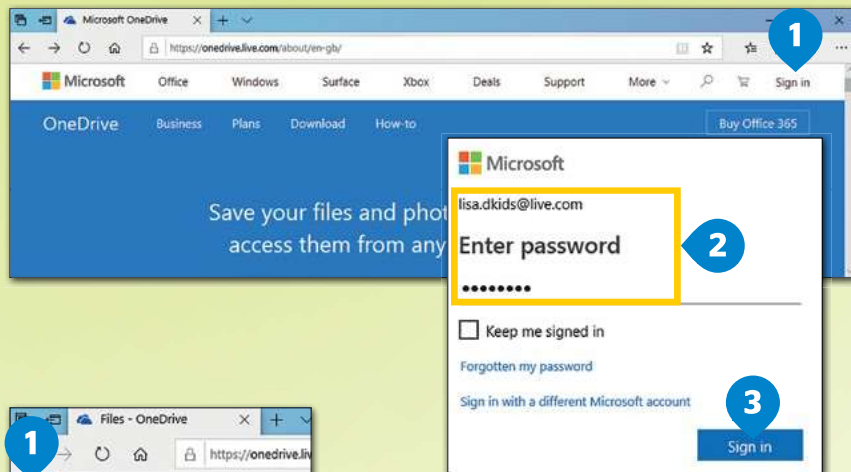 Microsoft OneDrive
https://onedrive.live.com/about/en-gb/
1
Microsoft Office Windows Surface Xbox Deals Support More Sign in
OneDrive Business Plans Download How-to Buy Office 365
Save your files and phot
access them from any
Microsoft
lisa.dkids@live.com
Enter password
2
Keep me signed in
Forgotten my password
Sign in with a different Microsoft account
3
Sign in
Files - OneDrive
1
https://onedrive.liv